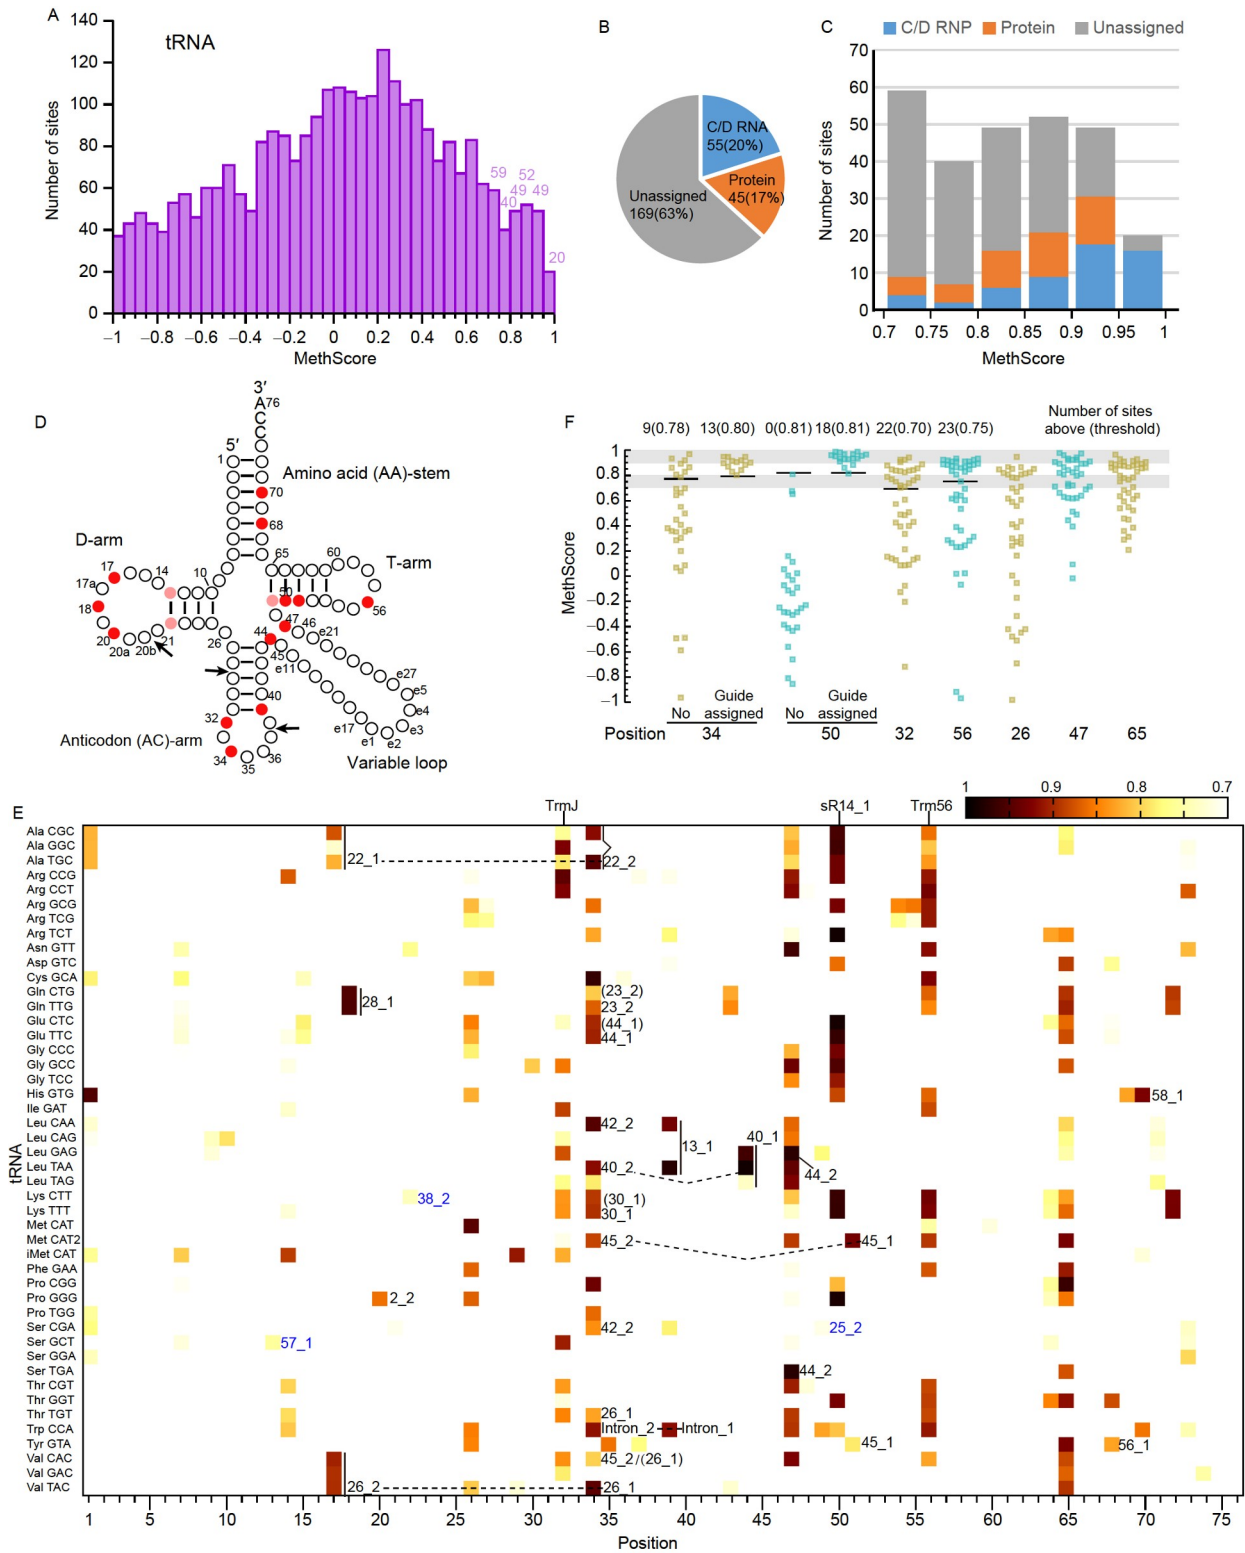 A
tRNA
140
120
100
80
60
40
20
0
Number of sites
59
52
49 49
40
20
−1 −0.8 −0.6 −0.4 −0.2 0 0.2 0.4 0.6 0.8 1
MethScore
B
C/D RNA
55(20%)
Protein
45(17%)
Unassigned
169(63%)
C
C/D RNP Protein Unassigned
70
60
50
40
30
20
10
0
Number of sites
0.7 0.75 0.8 0.85 0.9 0.95 1
MethScore
D
3′
A76
C
C
5′
1
Amino acid (AA)-stem
70
68
D-arm
17
14
10
65
60
T-arm
17a
50
18
56
20
20a
20b
21
26
44
47
46
45
e21
e11
e27
e5
40
e4
32
e17
e3
e1
e2
Anticodon (AC)-arm
34
36
35
Variable loop
F
9(0.78) 13(0.80) 0(0.81) 18(0.81) 22(0.70) 23(0.75)
Number of sites
above (threshold)
1
0.8
0.6
0.4
0.2
0
−0.2
−0.4
−0.6
−0.8
−1
MethScore
Guide Guide
No assigned No assigned
Position 34 50 32 56 26 47 65
E
1 0.9 0.8 0.7
TrmJ sR14_1 Trm56
tRNA
Ala CGC
Ala GGC
Ala TGC 22_1 22_2
Arg CCG
Arg CCT
Arg GCG
Arg TCG
Arg TCT
Asn GTT
Asp GTC
Cys GCA
Gln CTG (23_2)
28_1
Gln TTG 23_2
Glu CTC (44_1)
Glu TTC 44_1
Gly CCC
Gly GCC
Gly TCC
His GTG 58_1
Ile GAT
Leu CAA 42_2
Leu CAG 13_1 40_1
Leu GAG 44_2
Leu TAA 40_2
Leu TAG
Lys CTT 38_2 (30_1)
Lys TTT 30_1
Met CAT
Met CAT2 45_2 45_1
iMet CAT
Phe GAA
Pro CGG
Pro GGG 2_2
Pro TGG
Ser CGA 42_2 25_2
Ser GCT 57_1
Ser GGA
Ser TGA 44_2
Thr CGT
Thr GGT
Thr TGT 26_1
Trp CCA Intron_2 Intron_1
Tyr GTA 45_1 56_1
Val CAC 45_2/(26_1)
Val GAC
Val TAC 26_2 26_1
1 5 10 15 20 25 30 35 40 45 50 55 60 65 70 75
Position